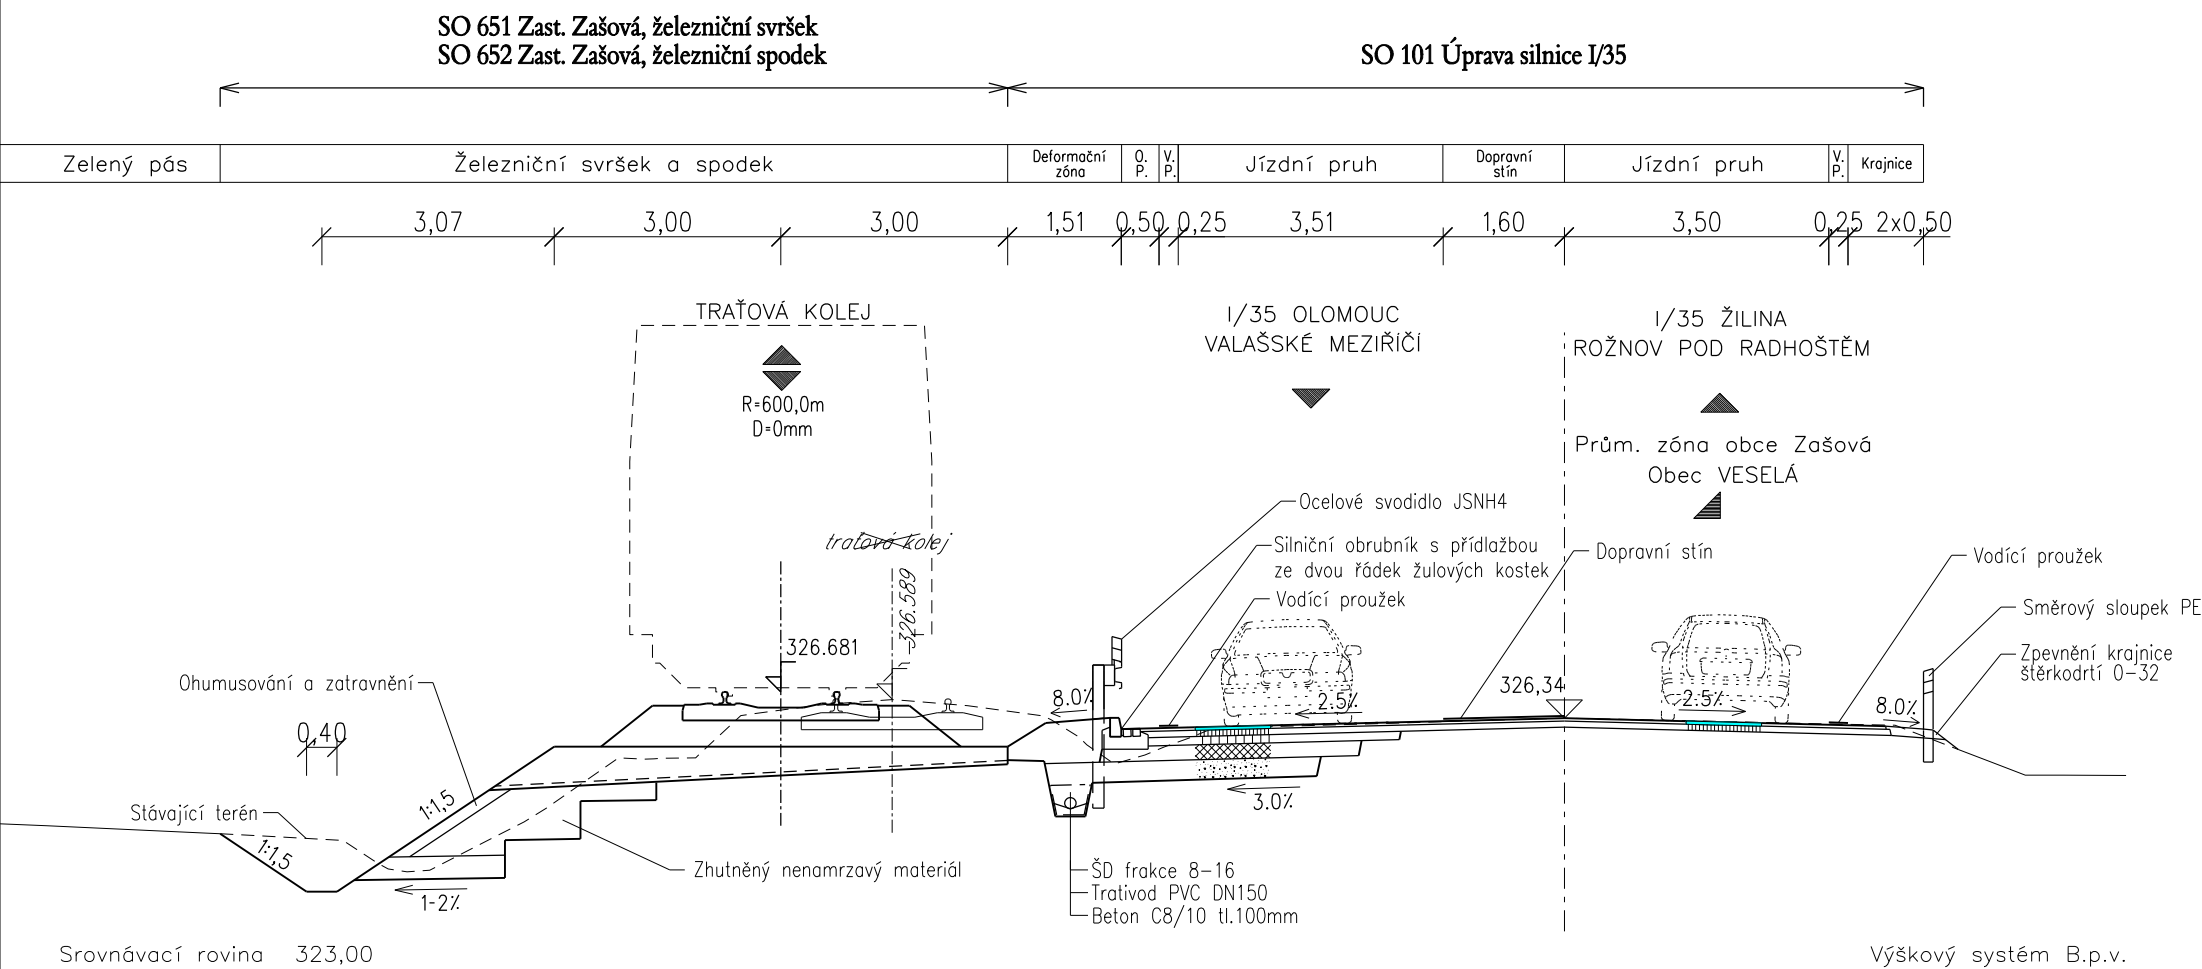 SO 651 Zast. Zašová, železniční svršek
SO 652 Zast. Zašová, železniční spodek
SO 101 Úprava silnice I/35
Zelený pás
Železniční svršek a spodek
Deformační
zóna
O.
P.
V.
P.
Jízdní pruh
Dopravní
stín
Jízdní pruh
V.
P.
Krajnice
3,07
3,00
3,00
1,51
0,50
0,25
3,51
1,60
3,50
0,25
2x0,50
TRAŤOVÁ KOLEJ
R=600,0m
D=0mm
I/35 OLOMOUC
VALAŠSKÉ MEZIŘÍČÍ
I/35 ŽILINA
ROŽNOV POD RADHOŠTĚM
Prům. zóna obce Zašová
Obec VESELÁ
traťová kolej
326.589
326.681
Ocelové svodidlo JSNH4
Silniční obrubník s přídlažbou
ze dvou řádek žulových kostek
Vodící proužek
Dopravní stín
Vodící proužek
Směrový sloupek PE
Zpevnění krajnice
štěrkodrtí 0-32
Ohumusování a zatravnění
0,40
Stávající terén
1:1,5
1:1,5
8.0%
2.5%
326,34
2.5%
8.0%
3.0%
1-2%
Zhutněný nenamrzavý materiál
ŠD frakce 8-16
Trativod PVC DN150
Beton C8/10 tl.100mm
Srovnávací rovina 323,00
Výškový systém B.p.v.